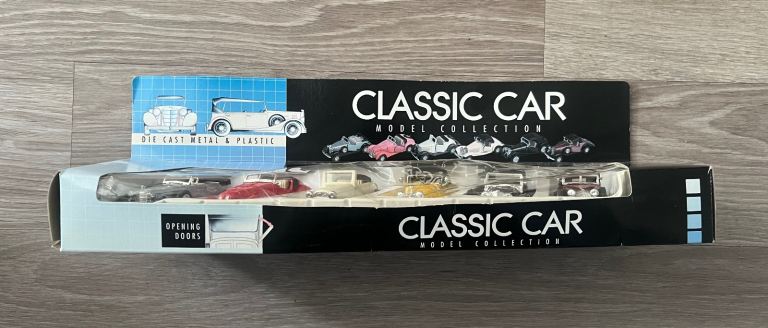 CLASSIC CAR
MODEL COLLECTION
DIE CAST METAL & PLASTIC
OPENING
DOORS
CLASSIC CAR
MODEL COLLECTION